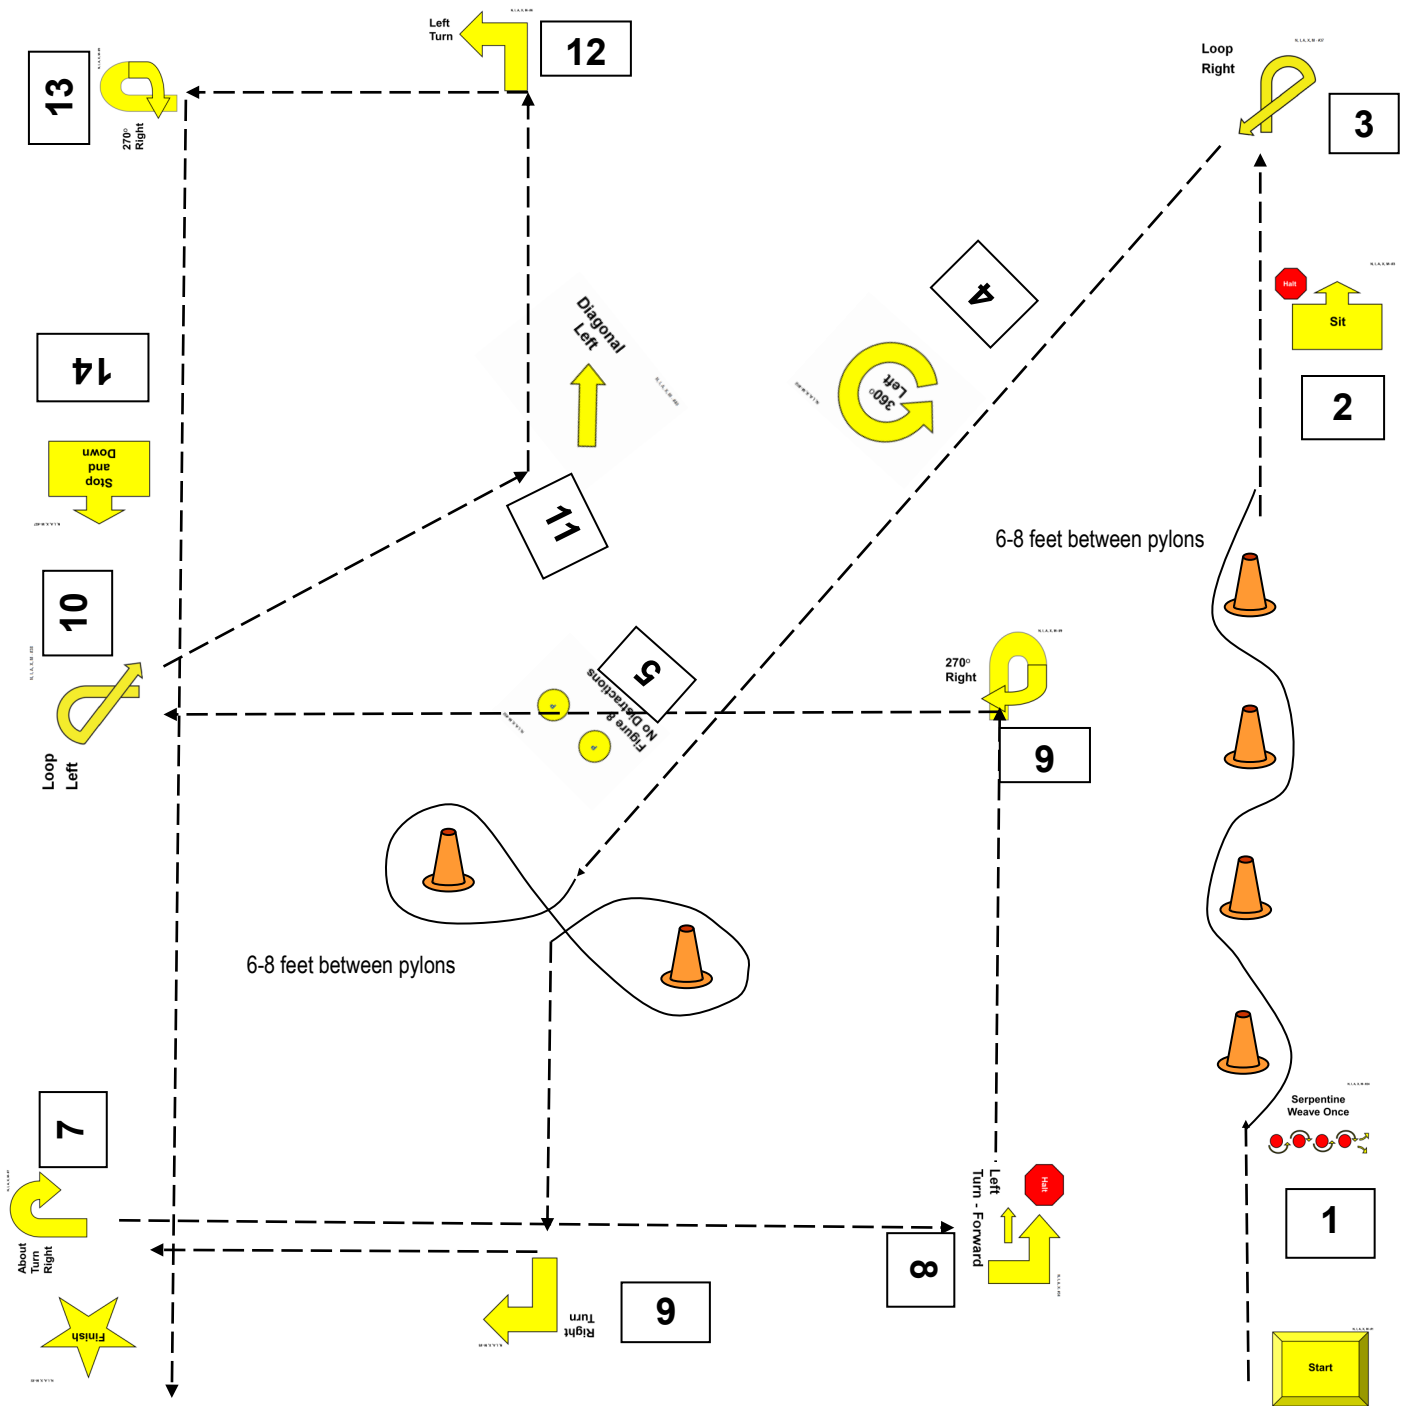 Left
Turn
12
13
270°
Right
Loop
Right
3
4
Halt
Sit
2
Diagonal
Left
360°
Left
14
Stop
and
Down
11
6-8 feet between pylons
10
Loop
Left
5
Figure 8
No Distractions
A
P
270°
Right
9
6-8 feet between pylons
7
About
Turn
Right
Serpentine
Weave Once
Halt
Left
Turn - Forward
8
1
Right
Turn
6
Finish
Start